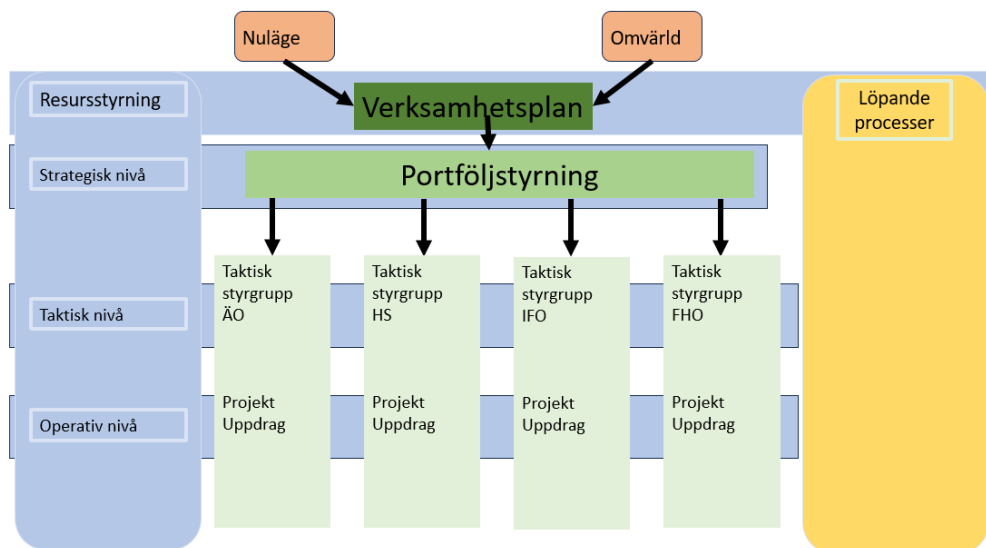 Nuläge
Omvärld
Resursstyrning
Verksamhetsplan
Löpande
processer
Strategisk nivå
Portföljstyrning
Taktisk nivå
Taktisk
styrgrupp
ÄO
Taktisk
styrgrupp
HS
Taktisk
styrgrupp
IFO
Taktisk
styrgrupp
FHO
Operativ nivå
Projekt
Uppdrag
Projekt
Uppdrag
Projekt
Uppdrag
Projekt
Uppdrag